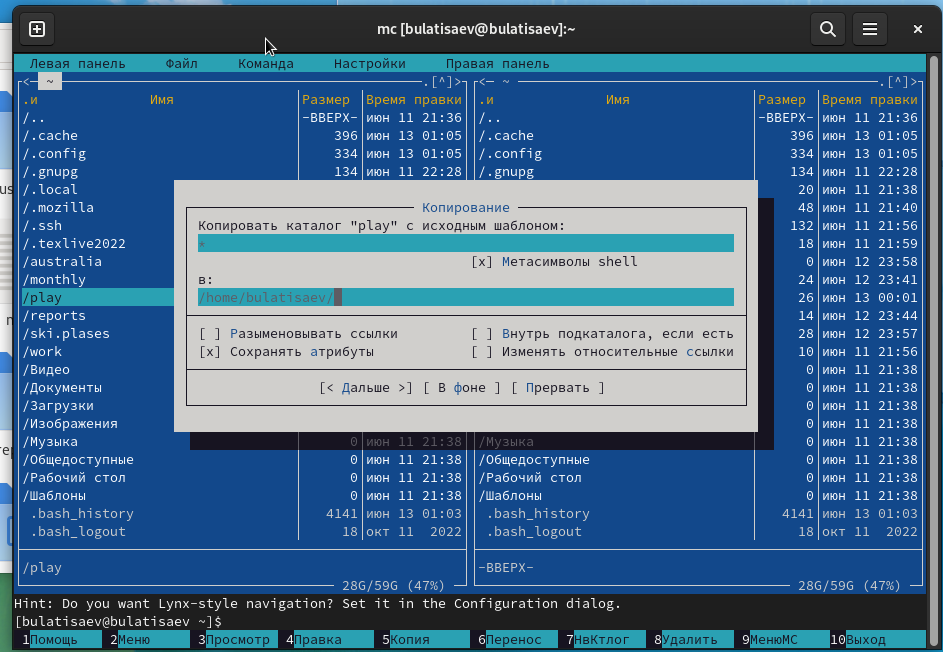 mc [bulatisaev@bulatisaev]:~
Левая панель Файл Команда Настройки Правая панель
<─ ~ .[^]> <─ ~ .[^]>
.и Имя Размер Время правки .и Имя Размер Время правки
/.. -ВВЕРХ- июн 11 21:36 /.. -ВВЕРХ- июн 11 21:36
/.cache 396 июн 13 01:05 /.cache 396 июн 13 01:05
/.config 334 июн 13 01:05 /.config 334 июн 13 01:05
/.gnupg 134 июн 11 22:28 /.gnupg 134 июн 11 22:28
/.local 20 июн 11 21:38
/.mozilla Копирование 48 июн 11 21:40
/.ssh Копировать каталог "play" с исходным шаблоном: 132 июн 11 21:56
/.texlive2022 * 18 июн 11 21:59
/australia [x] Метасимволы shell 0 июн 12 23:58
/monthly в: 24 июн 12 23:41
/play /home/bulatisaev/ 26 июн 13 00:01
/reports 14 июн 12 23:44
/ski.plases [ ] Разыменовывать ссылки [ ] Внутрь подкаталога, если есть 28 июн 12 23:57
/work [x] Сохранять атрибуты [ ] Изменять относительные ссылки 10 июн 11 21:56
/Видео 0 июн 11 21:38
/Документы [< Дальше >] [ В фоне ] [ Прервать ] 0 июн 11 21:38
/Загрузки 0 июн 11 21:38
/Изображения 0 июн 11 21:38
/Музыка 0 июн 11 21:38 /Музыка 0 июн 11 21:38
/Общедоступные 0 июн 11 21:38 /Общедоступные 0 июн 11 21:38
/Рабочий стол 0 июн 11 21:38 /Рабочий стол 0 июн 11 21:38
/Шаблоны 0 июн 11 21:38 /Шаблоны 0 июн 11 21:38
.bash_history 4141 июн 13 01:03 .bash_history 4141 июн 13 01:03
.bash_logout 18 окт 11 2022 .bash_logout 18 окт 11 2022
/play -ВВЕРХ-
28G/59G (47%) 28G/59G (47%)
Hint: Do you want Lynx-style navigation? Set it in the Configuration dialog.
[bulatisaev@bulatisaev ~]$
1Помощь 2Меню 3Просмотр 4Правка 5Копия 6Перенос 7НвКтлог 8Удалить 9МенюМС 10Выход